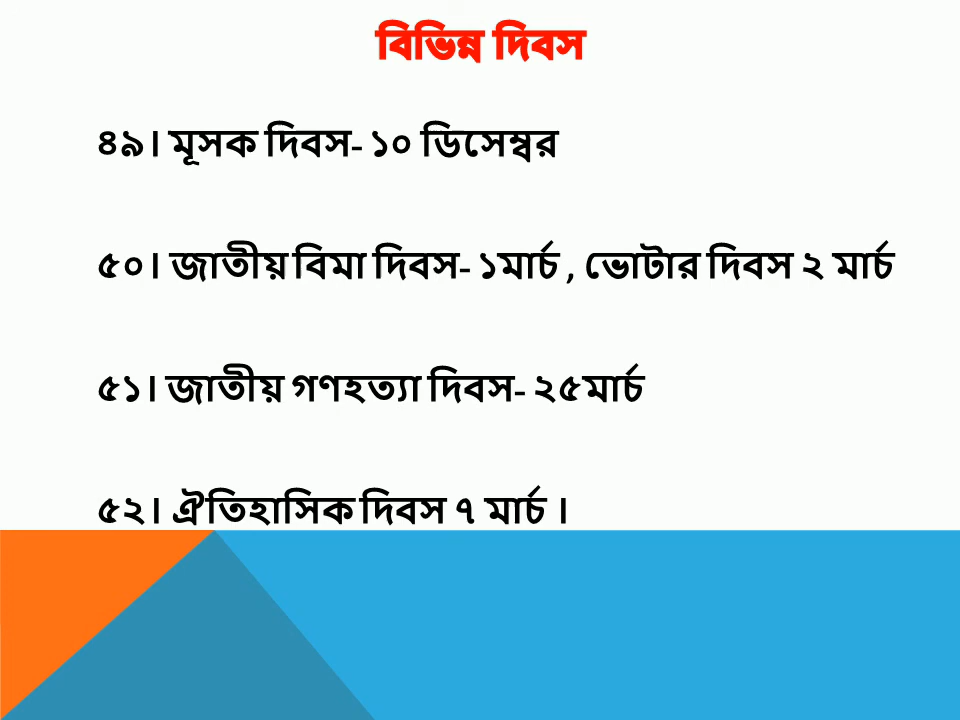 বিভিন্ন দিবস
৪৯। মূসক দিবস- ১০ ডিসেম্বর
৫০। জাতীয় বিমা দিবস- ১মার্চ , ভোটার দিবস ২ মার্চ
৫১। জাতীয় গণহত্যা দিবস- ২৫মার্চ
৫২। ঐতিহাসিক দিবস ৭ মার্চ ।